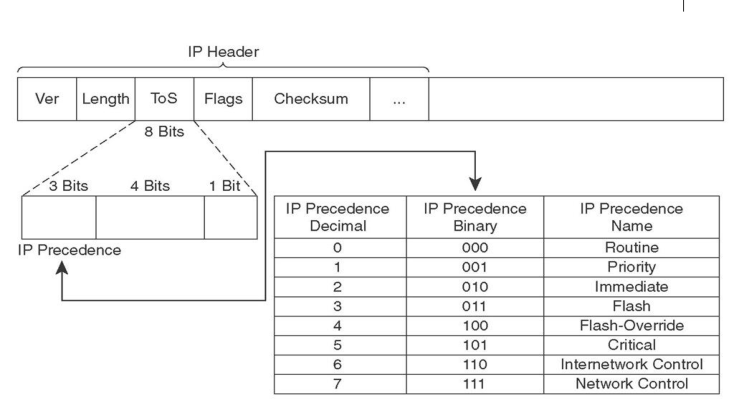 IP Header
Ver Length ToS Flags Checksum ...
8 Bits
3 Bits 4 Bits 1 Bit
IP Precedence
IP Precedence Decimal IP Precedence Binary IP Precedence Name
0 000 Routine
1 001 Priority
2 010 Immediate
3 011 Flash
4 100 Flash-Override
5 101 Critical
6 110 Internetwork Control
7 111 Network Control